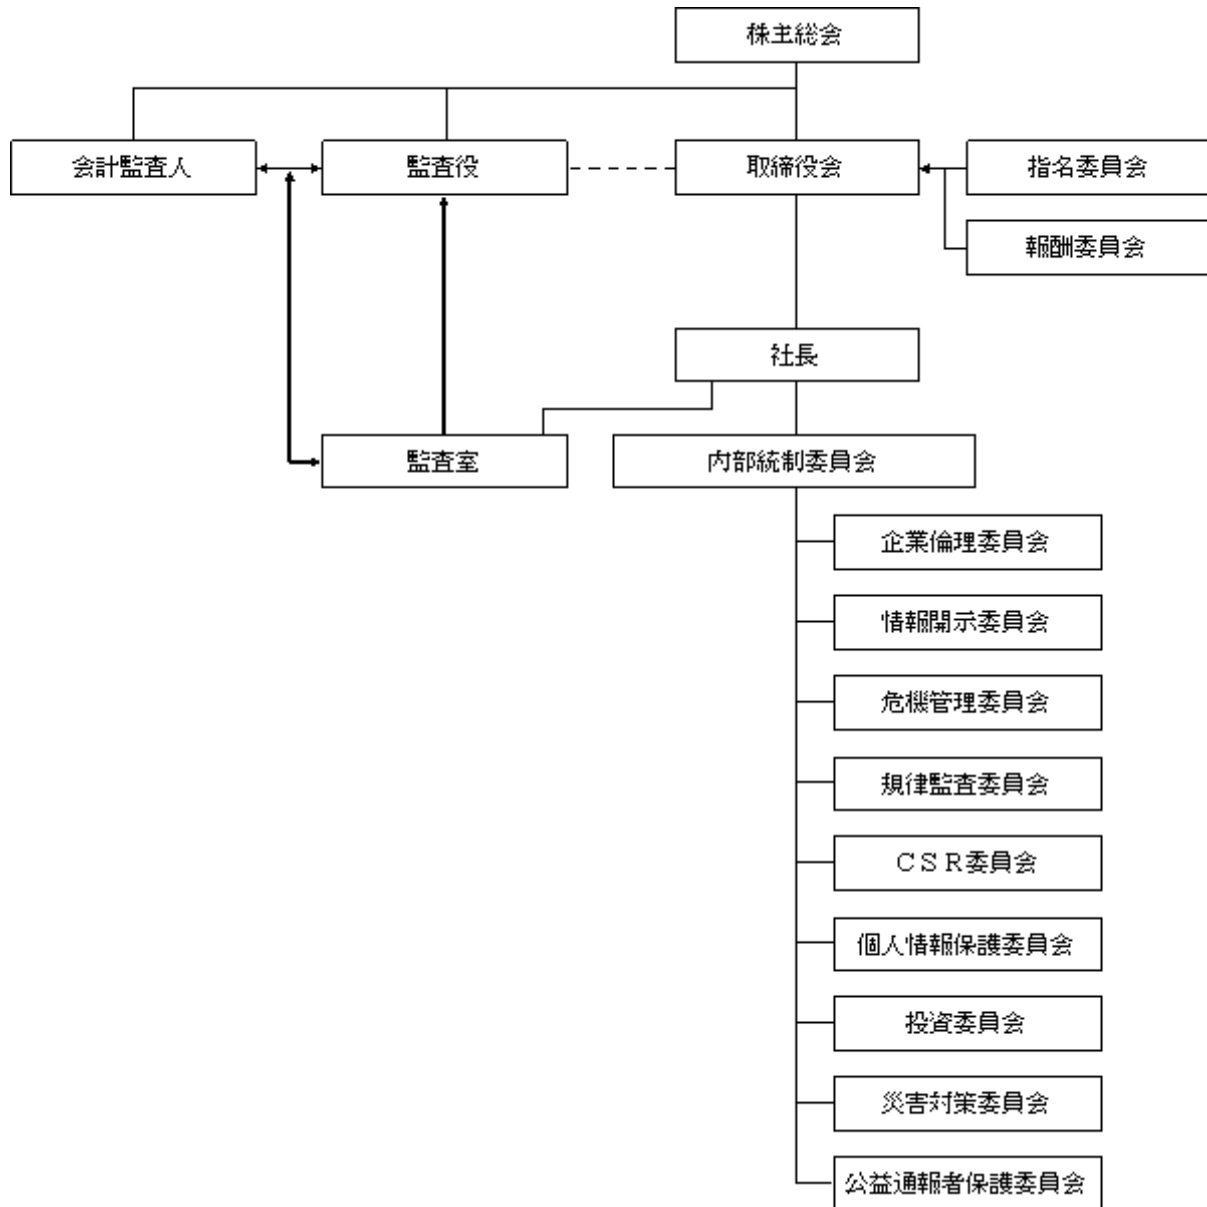 株主総会
会計監査人
監査役
取締役会
指名委員会
報酬委員会
社長
監査室
内部統制委員会
企業倫理委員会
情報開示委員会
危機管理委員会
規律監査委員会
ＣＳＲ委員会
個人情報保護委員会
投資委員会
災害対策委員会
公益通報者保護委員会